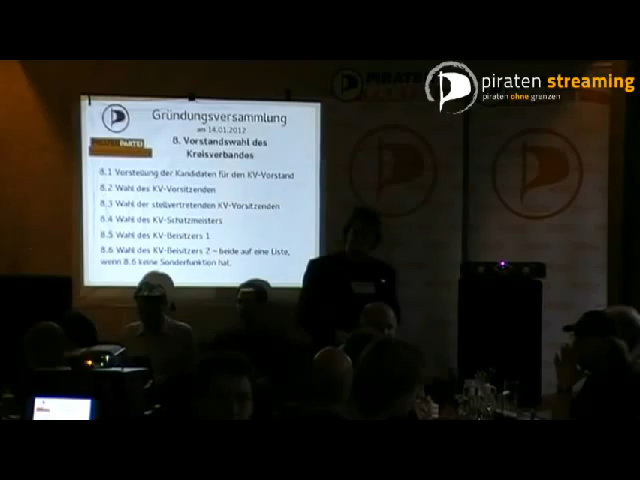 piraten streaming
piraten ohne grenzen
PIRATEN
Gründungsversammlung
am 14.01.2012
PIRATENPARTEI
8. Vorstandswahl des
Kreisverbandes
8.1 Vorstellung der Kandidaten für den KV-Vorstand
8.2 Wahl des KV-Vorsitzenden
8.3 Wahl der stellvertretenden KV-Vorsitzenden
8.4 Wahl des KV-Schatzmeisters
8.5 Wahl des KV-Beisitzers 1
8.6 Wahl des KV-Beisitzers 2 – beide auf eine Liste,
wenn 8.6 keine Sonderfunktion hat.